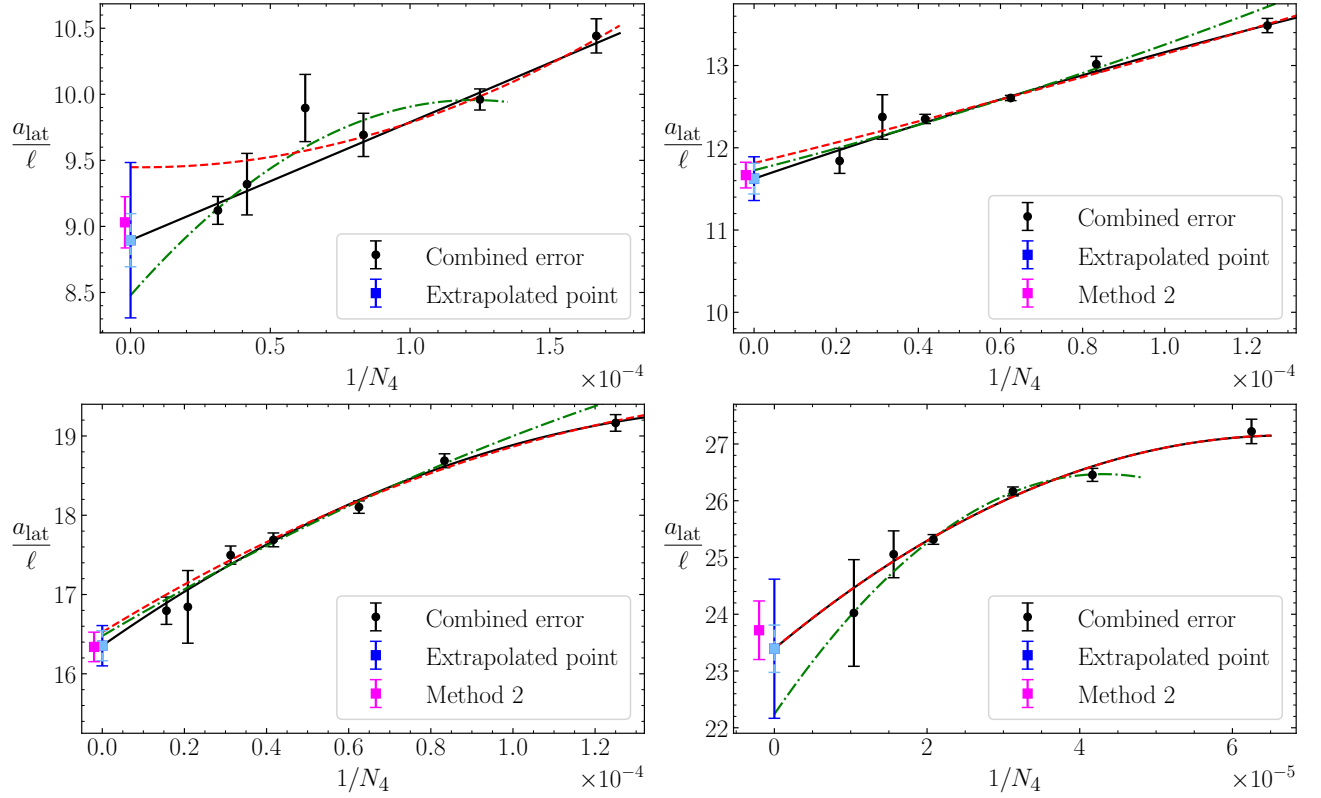 10.5
10.0
9.5
9.0
8.5
a_lat/ℓ
Combined error
Extrapolated point
0.0 0.5 1.0 1.5
1/N₄ ×10⁻⁴
13
12
11
10
a_lat/ℓ
Combined error
Extrapolated point
Method 2
0.0 0.2 0.4 0.6 0.8 1.0 1.2
1/N₄ ×10⁻⁴
19
18
17
16
a_lat/ℓ
Combined error
Extrapolated point
Method 2
0.0 0.2 0.4 0.6 0.8 1.0 1.2
1/N₄ ×10⁻⁴
27
26
25
24
23
22
a_lat/ℓ
Combined error
Extrapolated point
Method 2
0 2 4 6
1/N₄ ×10⁻⁵